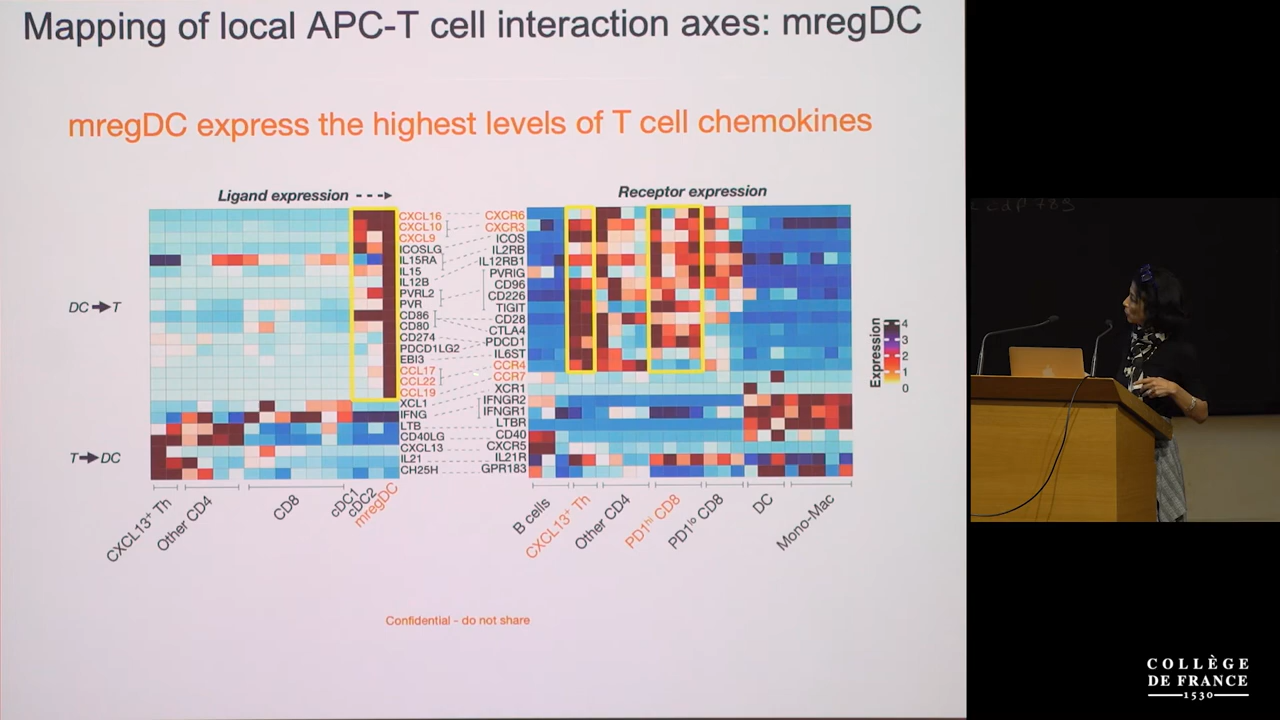 Mapping of local APC-T cell interaction axes: mregDC
mregDC express the highest levels of T cell chemokines
Ligand expression
Receptor expression
DC T
T DC
CXCL16
CXCL10
CXCL9
ICOSLG
IL15RA
IL15
IL12B
PVRL2
PVR
CD86
CD80
CD274
PDCD1LG2
EBI3
CCL17
CCL22
CCL19
XCL1
IFNG
LTB
CD40LG
CXCL13
IL21
CH25H
CXCR6
CXCR3
ICOS
IL2RB
IL12RB1
PVRIG
CD96
CD226
TIGIT
CD28
CTLA4
PDCD1
IL6ST
CCR4
CCR7
XCR1
IFNGR2
IFNGR1
LTBR
CD40
CXCR5
IL21R
GPR183
CXCL13+ Th
Other CD4
CD8
cDC1
cDC2
mregDC
B cells
CXCL13+ Th
Other CD4
PD1hi CD8
PD1lo CD8
DC
Mono-Mac
Expression
4
3
2
1
0
Confidential - do not share
COLLÈGE
DE FRANCE
1530